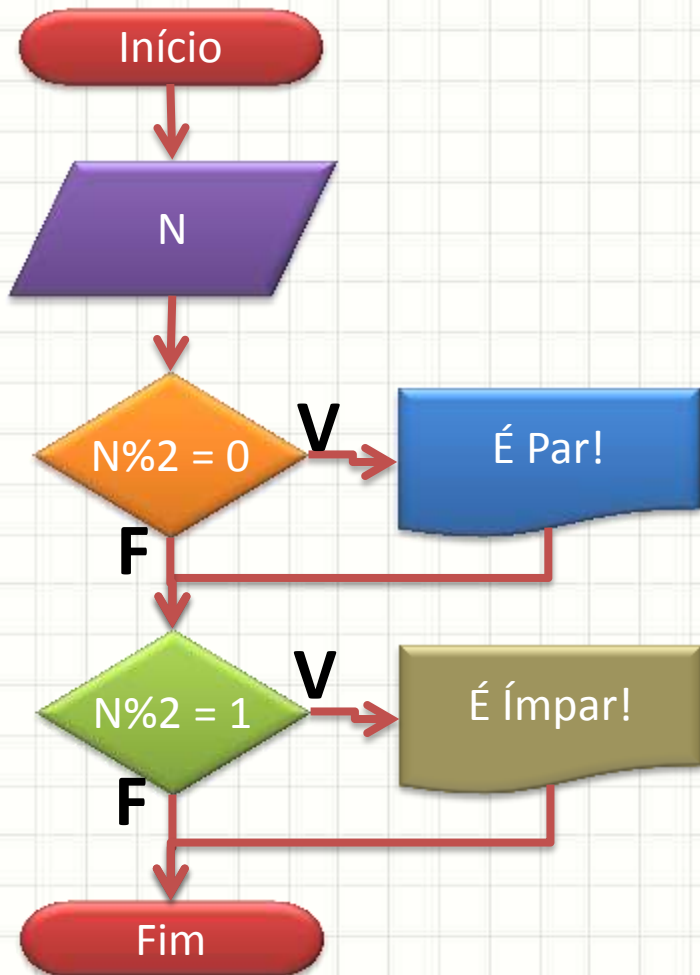 Início
N
N%2 = 0
V
É Par!
F
N%2 = 1
V
É Ímpar!
F
Fim